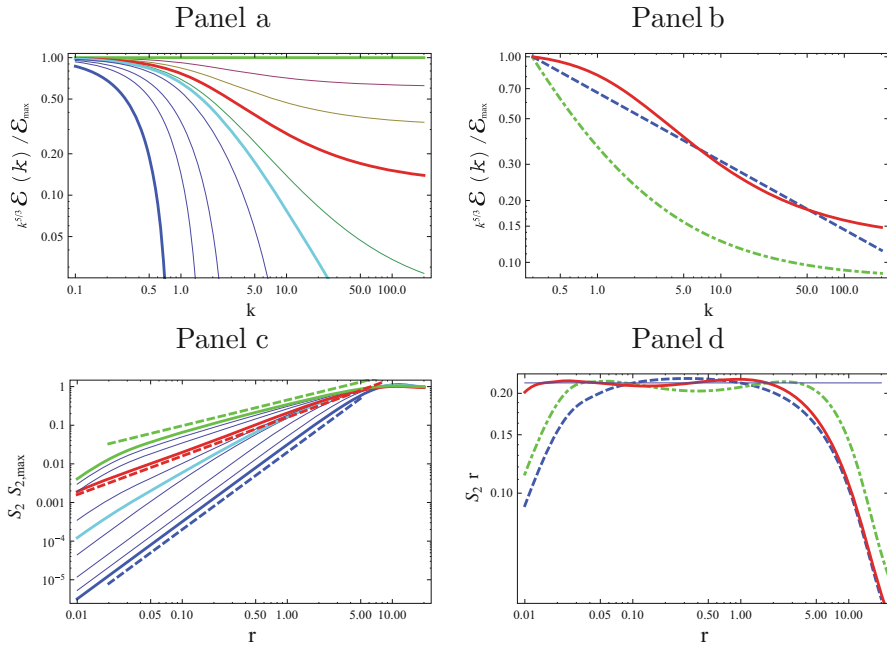 Panel a
1.00
0.50
0.20
0.10
0.05
k^{5/3} ℰ (k) / ℰ_max
0.1 0.5 1.0 5.0 10.0 50.0 100.0
k
Panel b
1.00
0.70
0.50
0.30
0.20
0.15
0.10
k^{5/3} ℰ (k) / ℰ_max
0.5 1.0 5.0 10.0 50.0 100.0
k
Panel c
1
0.1
0.01
0.001
10^{-4}
10^{-5}
S_2 S_{2,max}
0.01 0.05 0.10 0.50 1.00 5.00 10.00
r
Panel d
0.20
0.15
0.10
S_2 r
0.01 0.05 0.10 0.50 1.00 5.00 10.00
r